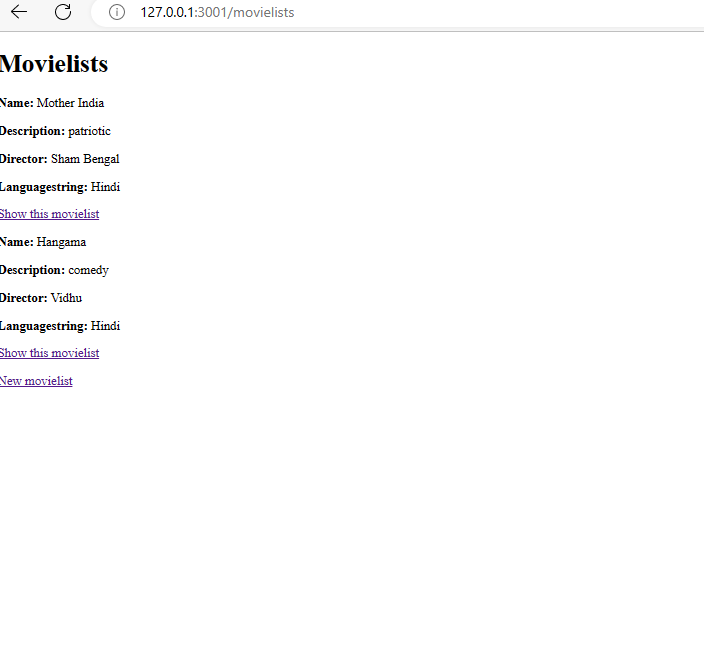 127.0.0.1:3001/movielists
Movielists
Name: Mother India
Description: patriotic
Director: Sham Bengal
Languagestring: Hindi
Show this movielist
Name: Hangama
Description: comedy
Director: Vidhu
Languagestring: Hindi
Show this movielist
New movielist